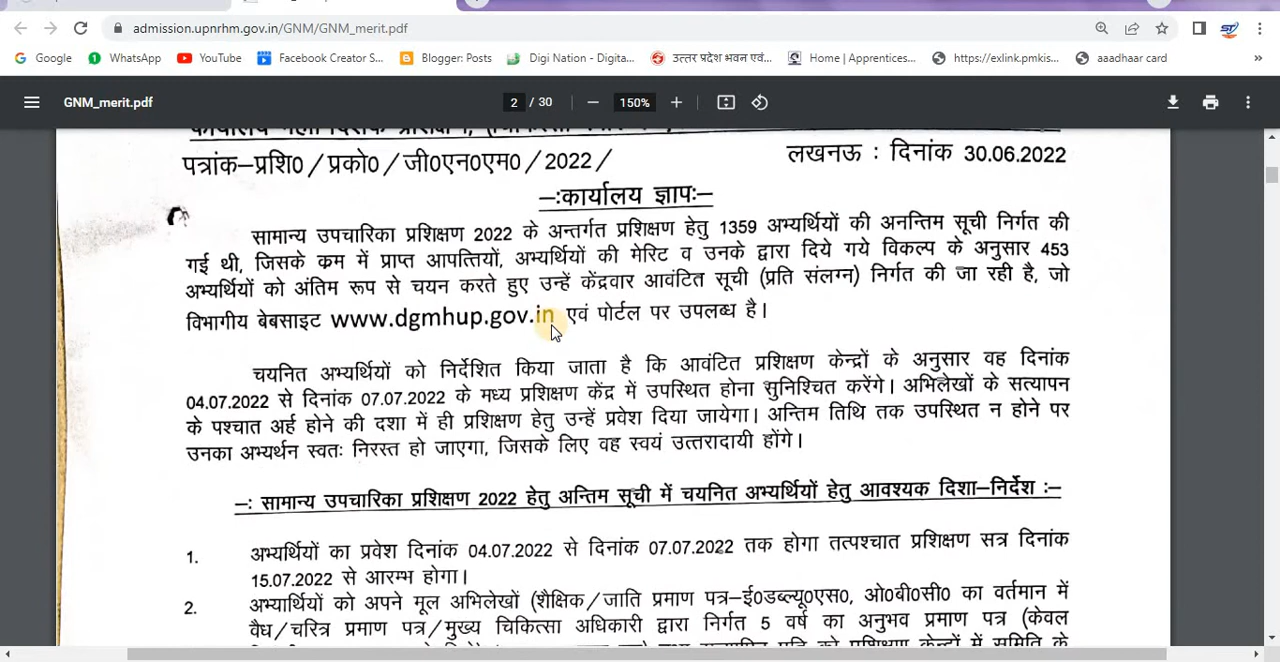 admission.upnrhm.gov.in/GNM/GNM_merit.pdf
Google WhatsApp YouTube Facebook Creator S... Blogger: Posts Digi Nation - Digita... उत्तर प्रदेश भवन एवं... Home | Apprentices... https://exlink.pmkis... aaadhaar card »
GNM_merit.pdf 2 / 30 150%
पत्रांक–प्रशि0 / प्रको0 / जी0एन0एम0 / 2022 / लखनऊ : दिनांक 30.06.2022
–:कार्यालय ज्ञापः–
सामान्य उपचारिका प्रशिक्षण 2022 के अन्तर्गत प्रशिक्षण हेतु 1359 अभ्यर्थियों की अनन्तिम सूची निर्गत की
गई थी, जिसके क्रम में प्राप्त आपत्तियों, अभ्यर्थियों की मेरिट व उनके द्वारा दिये गये विकल्प के अनुसार 453
अभ्यर्थियों को अंतिम रूप से चयन करते हुए उन्हें केंद्रवार आवंटित सूची (प्रति संलग्न) निर्गत की जा रही है, जो
विभागीय बेबसाइट www.dgmhup.gov.in एवं पोर्टल पर उपलब्ध है।
चयनित अभ्यर्थियों को निर्देशित किया जाता है कि आवंटित प्रशिक्षण केन्द्रों के अनुसार वह दिनांक
04.07.2022 से दिनांक 07.07.2022 के मध्य प्रशिक्षण केंद्र में उपस्थित होना सुनिश्चित करेंगे। अभिलेखों के सत्यापन
के पश्चात अर्ह होने की दशा में ही प्रशिक्षण हेतु उन्हें प्रवेश दिया जायेगा। अन्तिम तिथि तक उपस्थित न होने पर
उनका अभ्यर्थन स्वतः निरस्त हो जाएगा, जिसके लिए वह स्वयं उत्तरादायी होंगे।
–: सामान्य उपचारिका प्रशिक्षण 2022 हेतु अन्तिम सूची में चयनित अभ्यर्थियों हेतु आवश्यक दिशा–निर्देश :–
1. अभ्यर्थियों का प्रवेश दिनांक 04.07.2022 से दिनांक 07.07.2022 तक होगा तत्पश्चात प्रशिक्षण सत्र दिनांक
15.07.2022 से आरम्भ होगा।
2. अभ्यार्थियों को अपने मूल अभिलेखों (शैक्षिक / जाति प्रमाण पत्र–ई0डब्ल्यू0एस0, ओ0बी0सी0 का वर्तमान में
वैध / चरित्र प्रमाण पत्र / मुख्य चिकित्सा अधिकारी द्वारा निर्गत 5 वर्ष का अनुभव प्रमाण पत्र (केवल